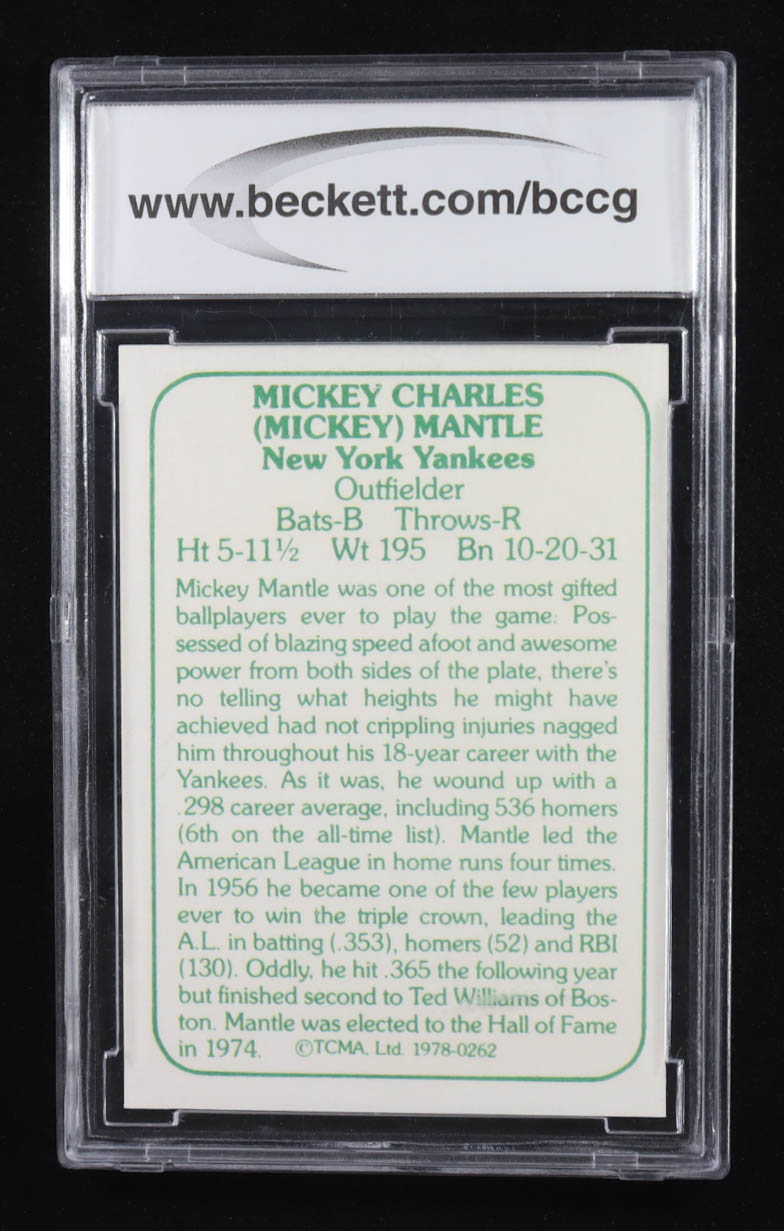 www.beckett.com/bccg
MICKEY CHARLES
(MICKEY) MANTLE
New York Yankees
Outfielder
Bats-B Throws-R
Ht 5-11½ Wt 195 Bn 10-20-31
Mickey Mantle was one of the most gifted
ballplayers ever to play the game. Pos-
sessed of blazing speed afoot and awesome
power from both sides of the plate, there's
no telling what heights he might have
achieved had not crippling injuries nagged
him throughout his 18-year career with the
Yankees. As it was, he wound up with a
.298 career average, including 536 homers
(6th on the all-time list). Mantle led the
American League in home runs four times.
In 1956 he became one of the few players
ever to win the triple crown, leading the
A.L. in batting (.353), homers (52) and RBI
(130). Oddly, he hit .365 the following year
but finished second to Ted Williams of Bos-
ton. Mantle was elected to the Hall of Fame
in 1974. ©TCMA, Ltd. 1978-0262